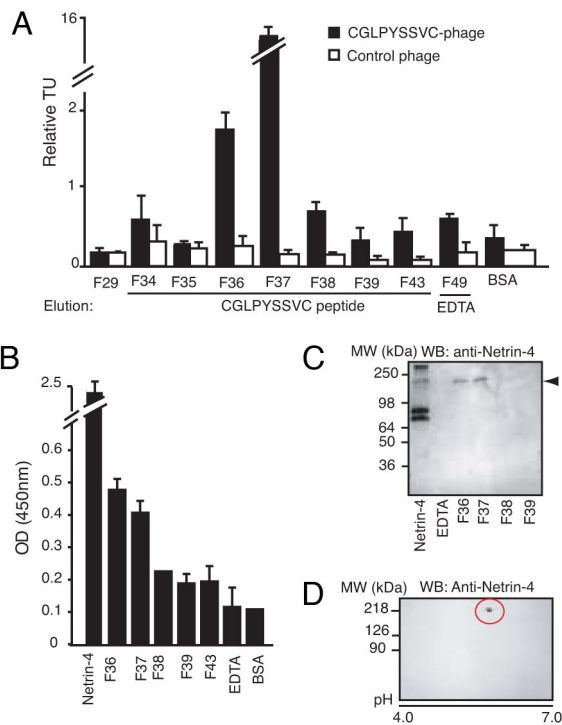 A
16
2
1
0
Relative TU
CGLPYSSVC-phage
Control phage
F29 F34 F35 F36 F37 F38 F39 F43 F49 BSA
Elution: CGLPYSSVC peptide EDTA
B
2.5
0.6
0.5
0.4
0.3
0.2
0.1
0
OD (450nm)
Netrin-4 F36 F37 F38 F39 F43 EDTA BSA
C
MW (kDa) WB: anti-Netrin-4
250
98
64
50
36
Netrin-4 EDTA F36 F37 F38 F39
D
MW (kDa) WB: Anti-Netrin-4
218
126
90
pH
4.0 7.0